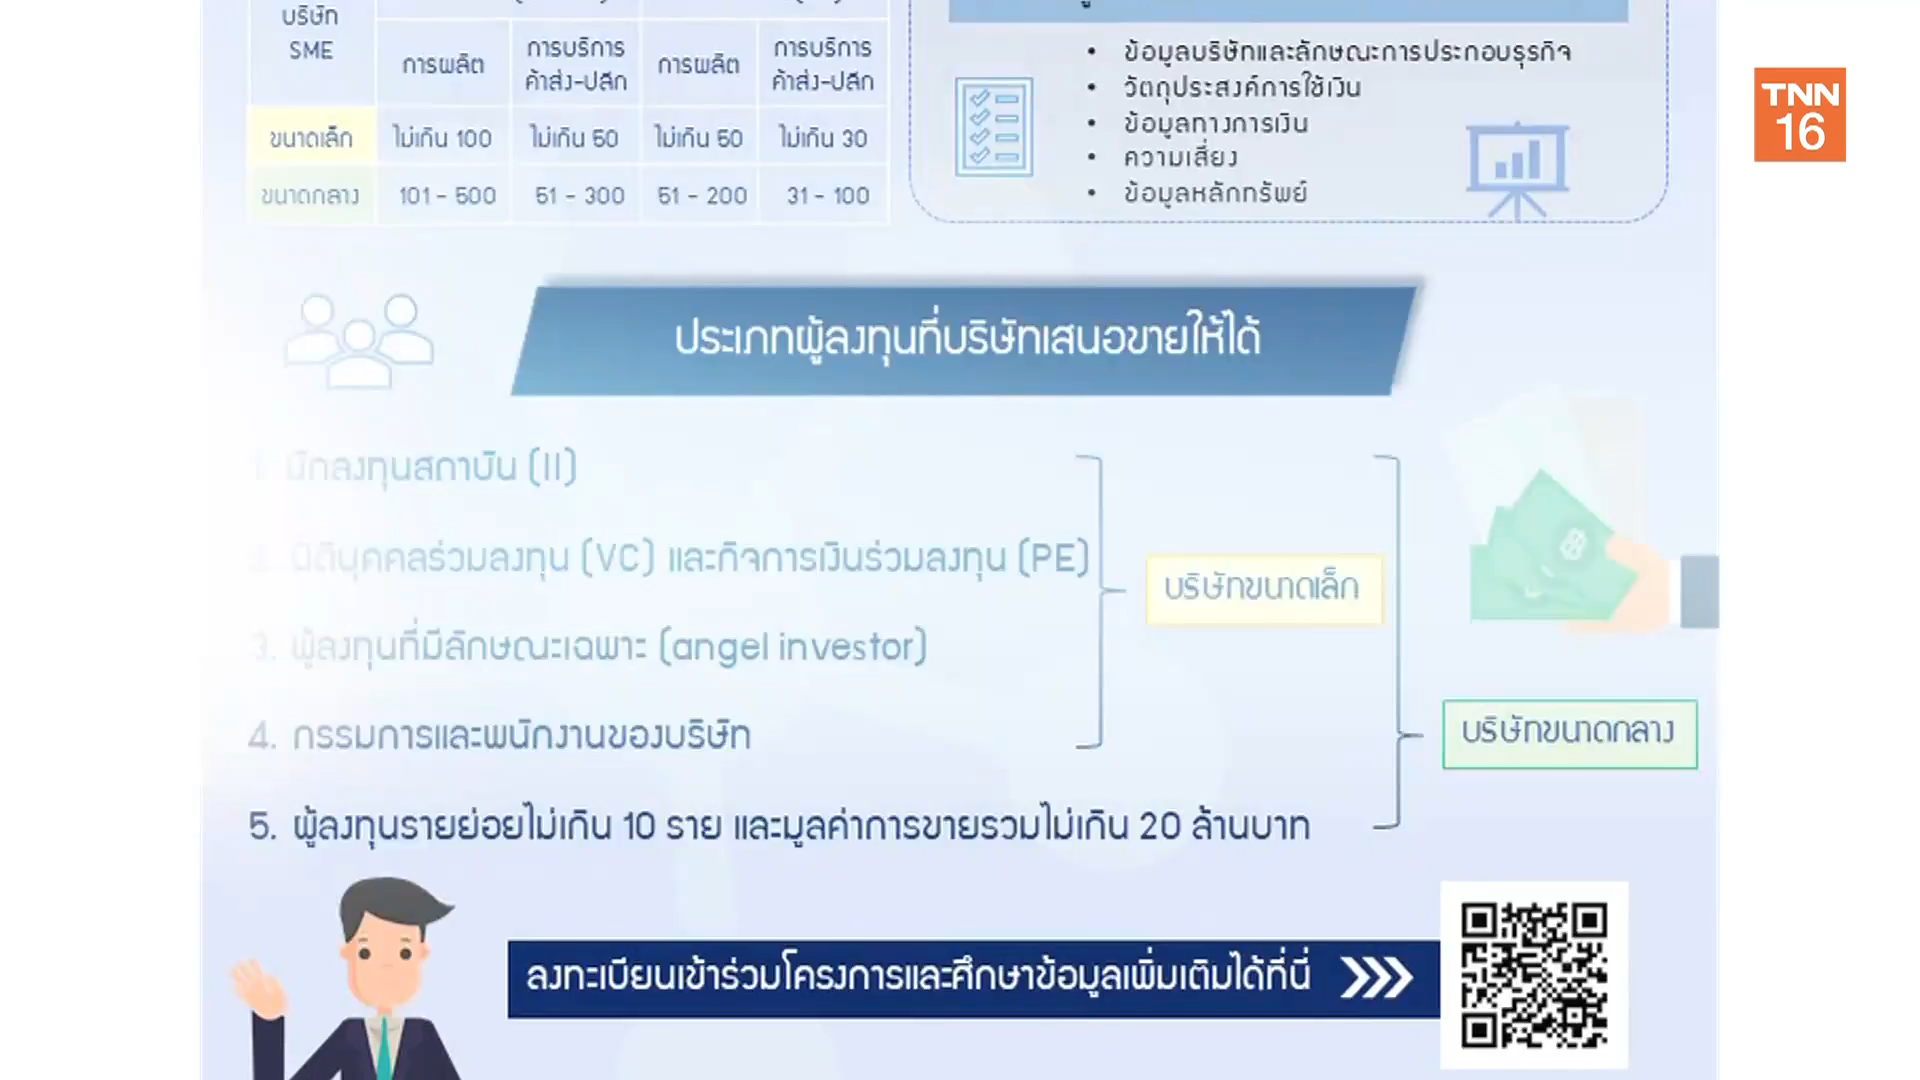 บริษัท
SME
การผลิต
การบริการ
ค้าส่ง-ปลีก
การผลิต
การบริการ
ค้าส่ง-ปลีก
ขนาดเล็ก ไม่เกิน 100 ไม่เกิน 50 ไม่เกิน 50 ไม่เกิน 30
ขนาดกลาง 101 - 500 51 - 300 51 - 200 31 - 100
• ข้อมูลบริษัทและลักษณะการประกอบธุรกิจ
• วัตถุประสงค์การใช้เงิน
• ข้อมูลทางการเงิน
• ความเสี่ยง
• ข้อมูลหลักทรัพย์
TNN
16
ประเภทผู้ลงทุนที่บริษัทเสนอขายให้ได้
นักลงทุนสถาบัน (II)
นิติบุคคลร่วมลงทุน (VC) และกิจการเงินร่วมลงทุน (PE)
3. ผู้ลงทุนที่มีลักษณะเฉพาะ (angel investor)
4. กรรมการและพนักงานของบริษัท
5. ผู้ลงทุนรายย่อยไม่เกิน 10 ราย และมูลค่าการขายรวมไม่เกิน 20 ล้านบาท
บริษัทขนาดเล็ก
บริษัทขนาดกลาง
ลงทะเบียนเข้าร่วมโครงการและศึกษาข้อมูลเพิ่มเติมได้ที่นี่